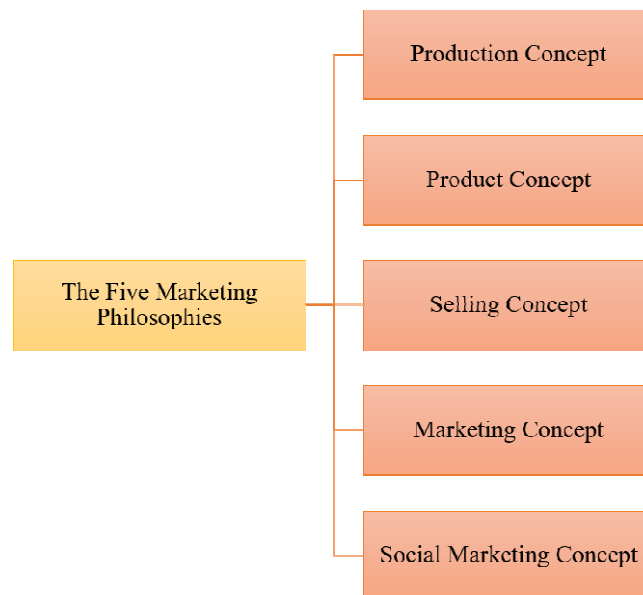 Production Concept
Product Concept
The Five Marketing
Philosophies
Selling Concept
Marketing Concept
Social Marketing Concept